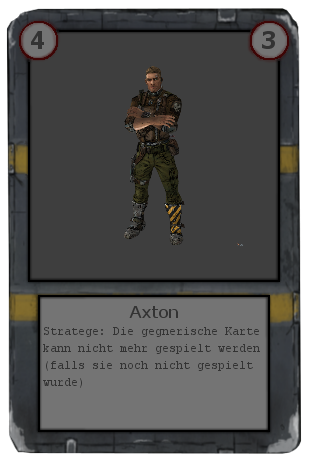 4
3
Axton
Stratege: Die gegnerische Karte
kann nicht mehr gespielt werden
(falls sie noch nicht gespielt
wurde)